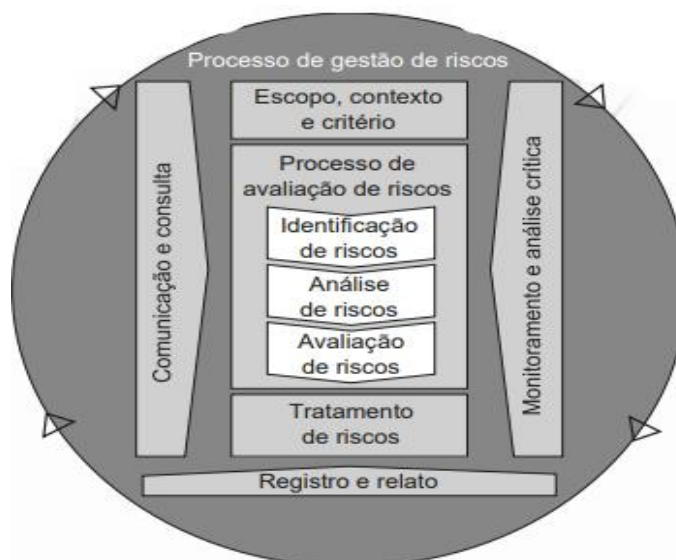 Processo de gestão de riscos
Escopo, contexto
e critério
Processo de
avaliação de riscos
Identificação
de riscos
Análise
de riscos
Avaliação
de riscos
Tratamento
de riscos
Comunicação e consulta
Monitoramento e análise crítica
Registro e relato